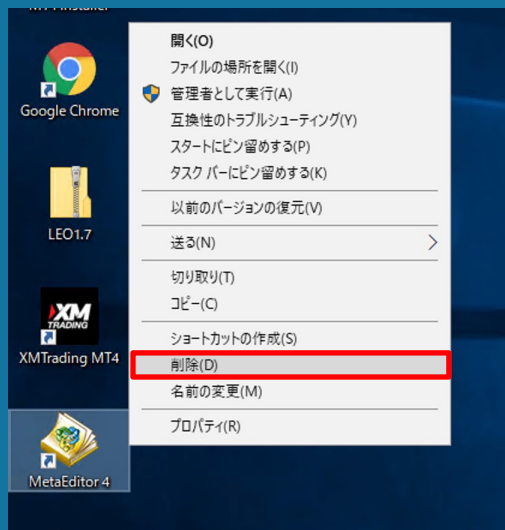 Google Chrome
LEO1.7
XM
TRADING
XMTrading MT4
MetaEditor 4
開く(O)
ファイルの場所を開く(I)
管理者として実行(A)
互換性のトラブルシューティング(Y)
スタートにピン留めする(P)
タスク バーにピン留めする(K)
以前のバージョンの復元(V)
送る(N)
切り取り(T)
コピー(C)
ショートカットの作成(S)
削除(D)
名前の変更(M)
プロパティ(R)